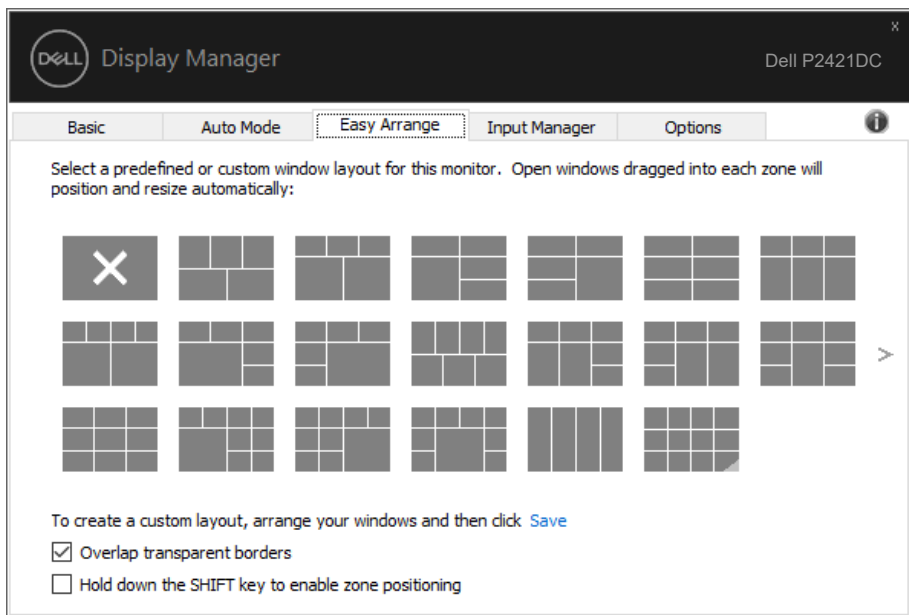 DELL Display Manager
x
Dell P2421DC
Basic Auto Mode Easy Arrange Input Manager Options i
Select a predefined or custom window layout for this monitor. Open windows dragged into each zone will
position and resize automatically:
>
To create a custom layout, arrange your windows and then click Save
Overlap transparent borders
Hold down the SHIFT key to enable zone positioning